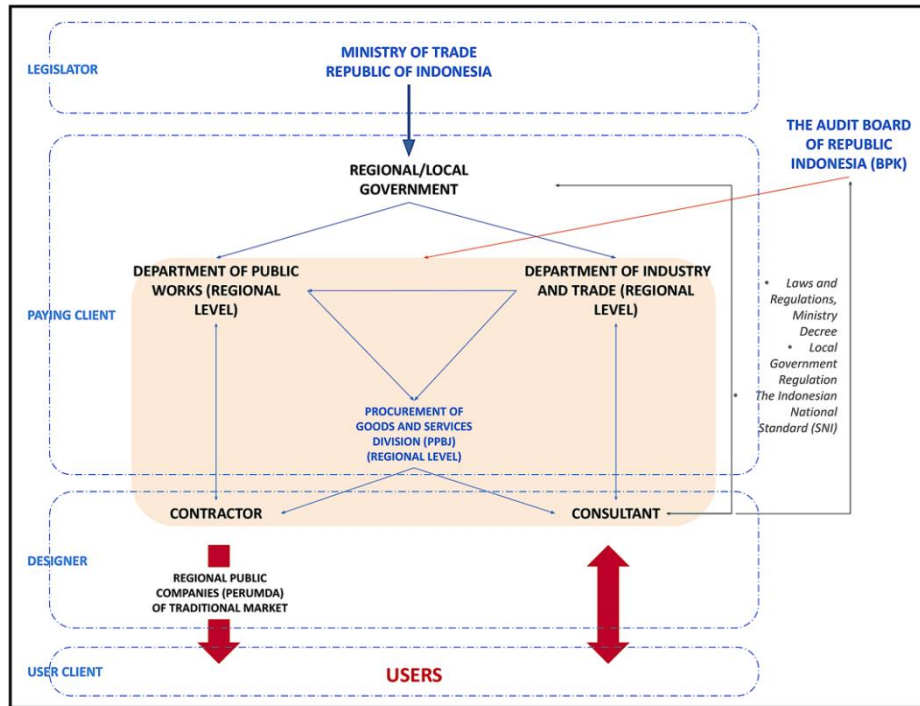 LEGISLATOR
MINISTRY OF TRADE
REPUBLIC OF INDONESIA
THE AUDIT BOARD
OF REPUBLIC
INDONESIA (BPK)
PAYING CLIENT
REGIONAL/LOCAL
GOVERNMENT
DEPARTMENT OF PUBLIC
WORKS (REGIONAL
LEVEL)
DEPARTMENT OF INDUSTRY
AND TRADE (REGIONAL
LEVEL)
• Laws and
Regulations,
Ministry
Decree
• Local
Government
Regulation
• The Indonesian
National
Standard (SNI)
PROCUREMENT OF
GOODS AND SERVICES
DIVISION (PPBJ)
(REGIONAL LEVEL)
CONTRACTOR
CONSULTANT
DESIGNER
REGIONAL PUBLIC
COMPANIES (PERUMDA)
OF TRADITIONAL MARKET
USER CLIENT
USERS